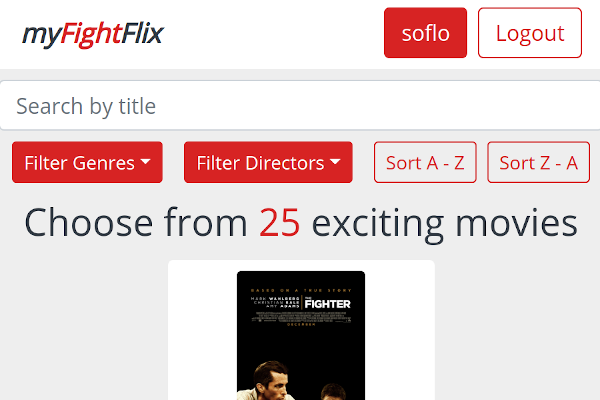 myFightFlix
soflo
Logout
Search by title
Filter Genres
Filter Directors
Sort A - Z
Sort Z - A
Choose from 25 exciting movies
BASED ON A TRUE STORY
MARK WAHLBERG
CHRISTIAN BALE
AMY ADAMS
THE
FIGHTER
DECEMBER